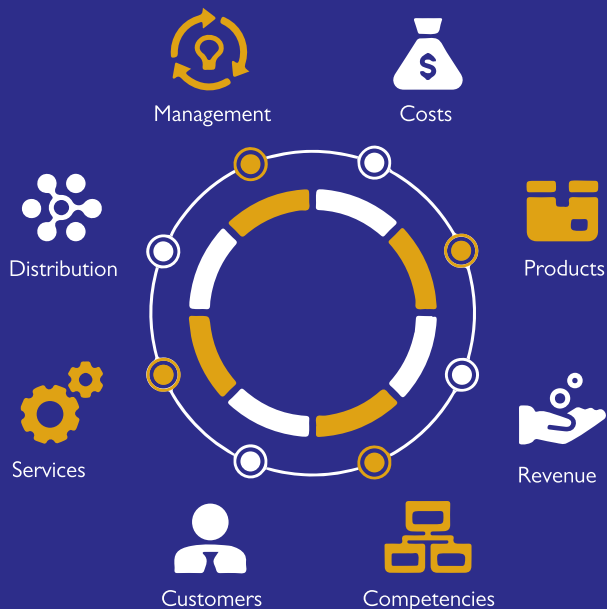 Management
Costs
$
Distribution
Products
Services
Revenue
Customers
Competencies